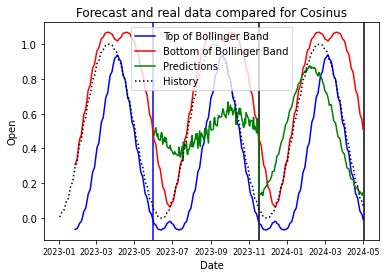 Forecast and real data compared for Cosinus
Top of Bollinger Band
Bottom of Bollinger Band
Predictions
History
Open
1.0
0.8
0.6
0.4
0.2
0.0
2023-01
2023-03
2023-05
2023-07
2023-09
2023-11
2024-01
2024-03
2024-05
Date